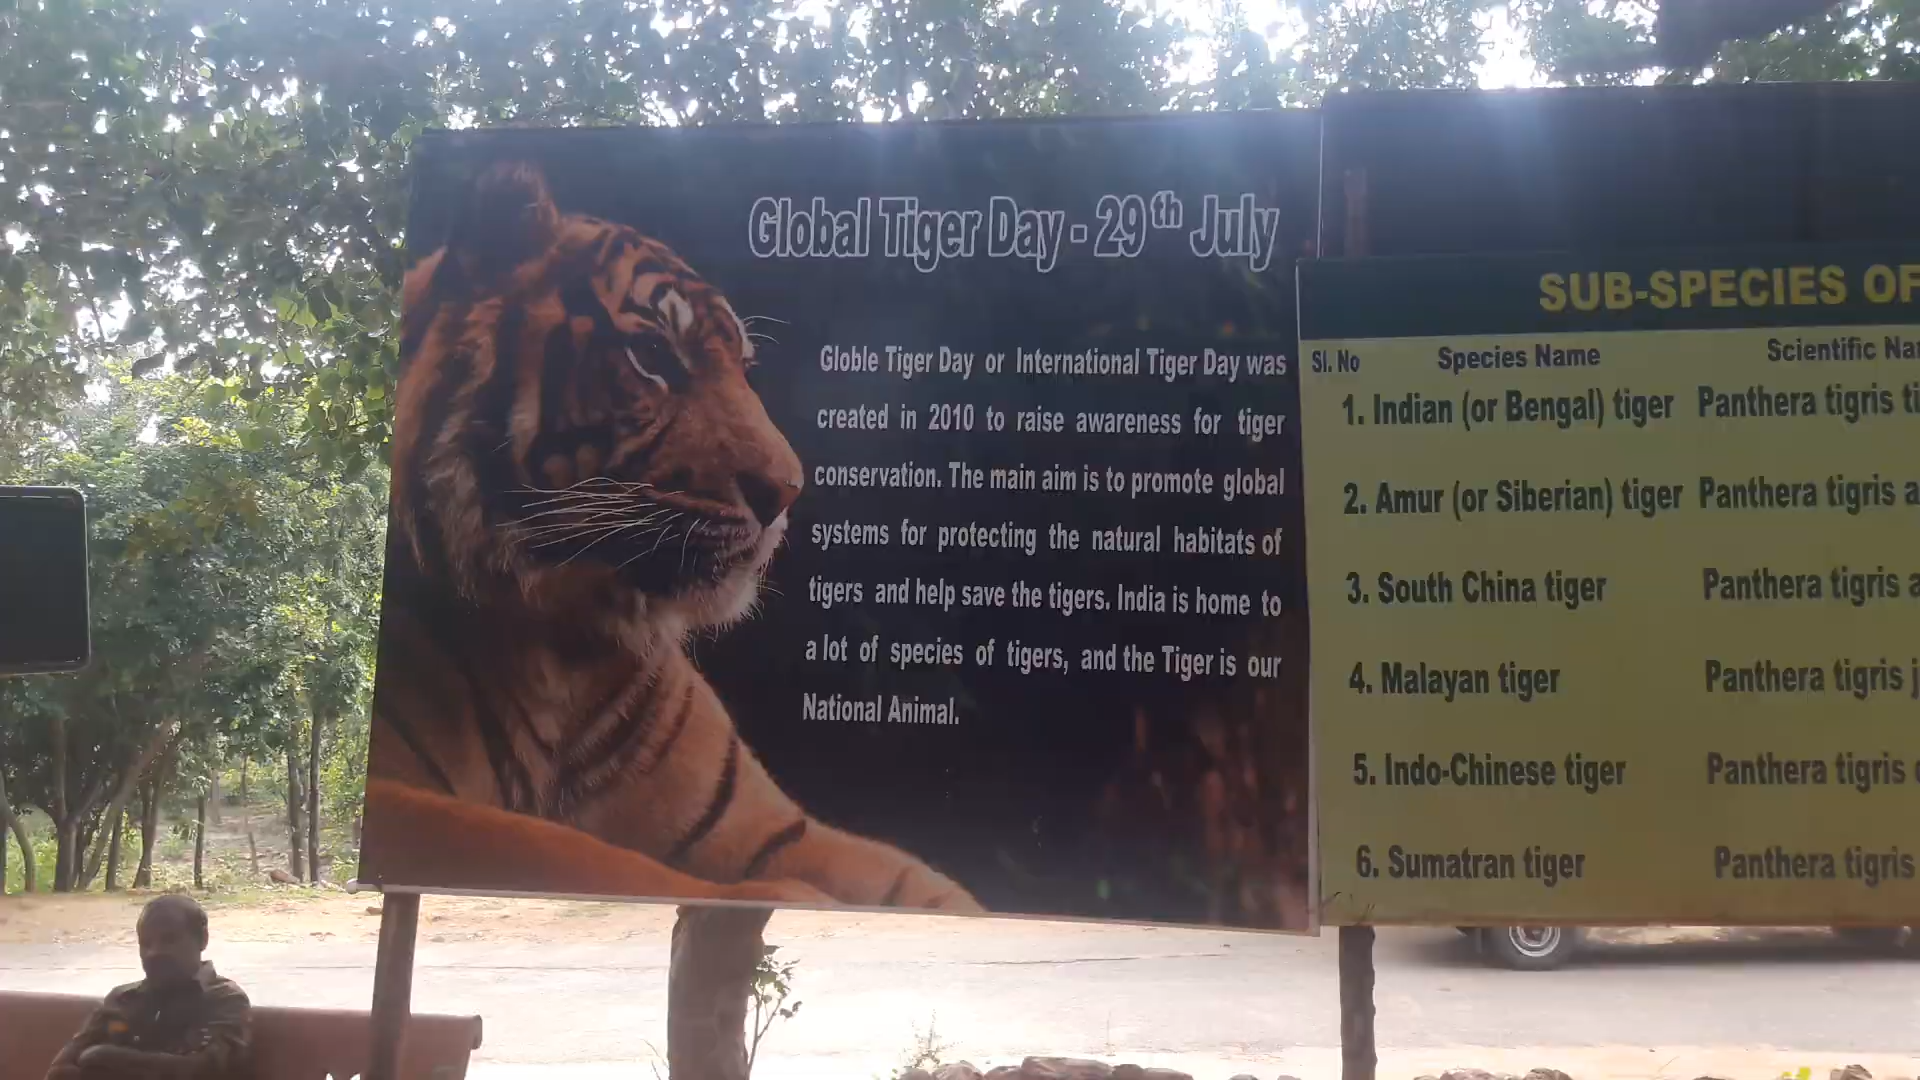 Global Tiger Day - 29th July
Globle Tiger Day or International Tiger Day was
created in 2010 to raise awareness for tiger
conservation. The main aim is to promote global
systems for protecting the natural habitats of
tigers and help save the tigers. India is home to
a lot of species of tigers, and the Tiger is our
National Animal.
SUB-SPECIES OF
Sl. No Species Name Scientific
1. Indian (or Bengal) tiger Panthera tigris
2. Amur (or Siberian) tiger Panthera tigris
3. South China tiger Panthera tigris
4. Malayan tiger Panthera tigris
5. Indo-Chinese tiger Panthera tigris
6. Sumatran tiger Panthera tigris